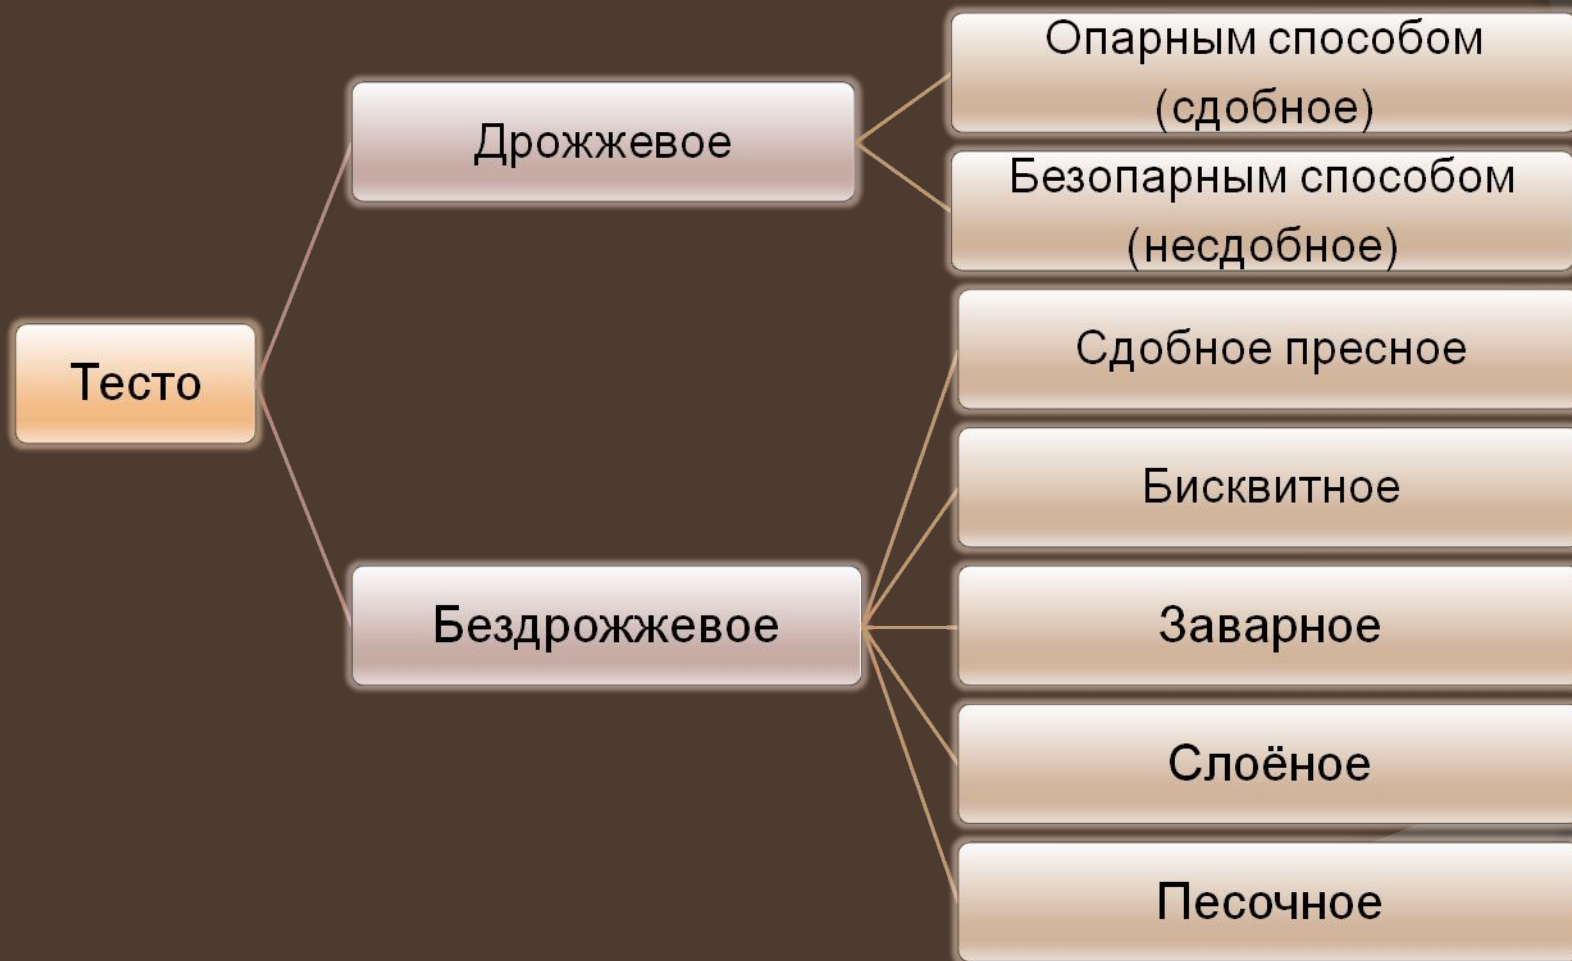 Тесто
Дрожжевое
Опарным способом
(сдобное)
Безопарным способом
(несдобное)
Бездрожжевое
Сдобное пресное
Бисквитное
Заварное
Слоёное
Песочное